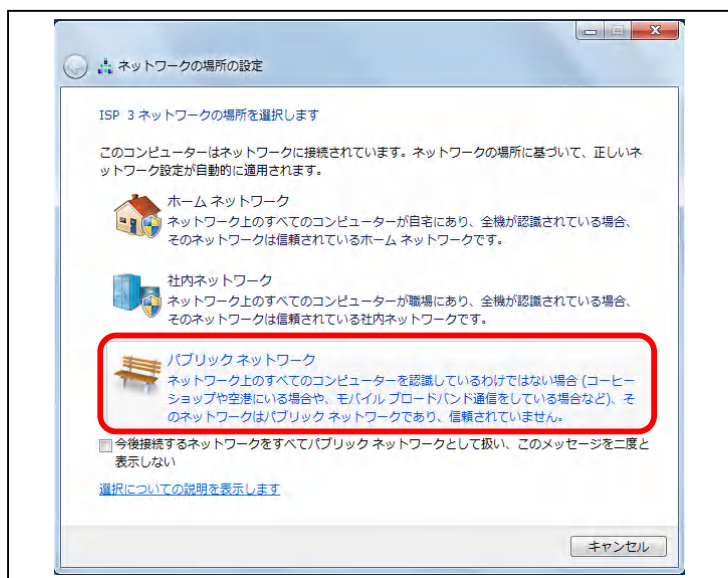 ネットワークの場所の設定
ISP 3 ネットワークの場所を選択します
このコンピューターはネットワークに接続されています。ネットワークの場所に基づいて、正しいネ
ットワーク設定が自動的に適用されます。
ホーム ネットワーク
ネットワーク上のすべてのコンピューターが自宅にあり、全機が認識されている場合、
そのネットワークは信頼されているホーム ネットワークです。
社内ネットワーク
ネットワーク上のすべてのコンピューターが職場にあり、全機が認識されている場合、
そのネットワークは信頼されている社内ネットワークです。
パブリック ネットワーク
ネットワーク上のすべてのコンピューターを認識しているわけではない場合 (コーヒー
ショップや空港にいる場合や、モバイル ブロードバンド通信をしている場合など)、そ
のネットワークはパブリック ネットワークであり、信頼されていません。
今後接続するネットワークをすべてパブリック ネットワークとして扱い、このメッセージを二度と
表示しない
選択についての説明を表示します
キャンセル